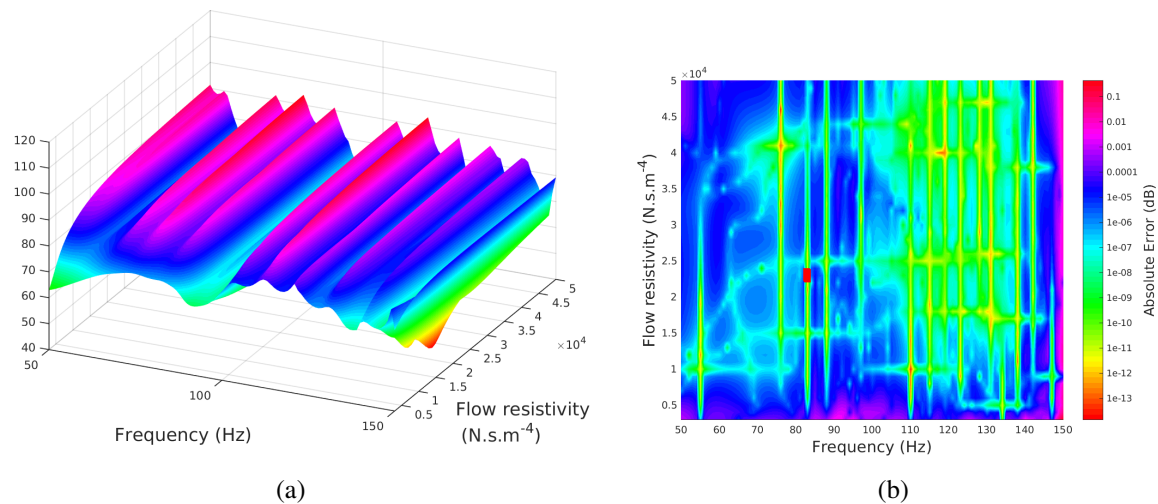 120
110
100
90
80
70
60
50
40
50
100
150
Frequency (Hz)
0.5
1
1.5
2
2.5
3
3.5
4
4.5
5
×10⁴
Flow resistivity
(N.s.m⁻⁴)
(a)
×10⁴
5
4.5
4
3.5
3
2.5
2
1.5
1
0.5
Flow resistivity (N.s.m⁻⁴)
50 60 70 80 90 100 110 120 130 140 150
Frequency (Hz)
0.1
0.01
0.001
0.0001
1e-05
1e-06
1e-07
1e-08
1e-09
1e-10
1e-11
1e-12
1e-13
Absolute Error (dB)
(b)